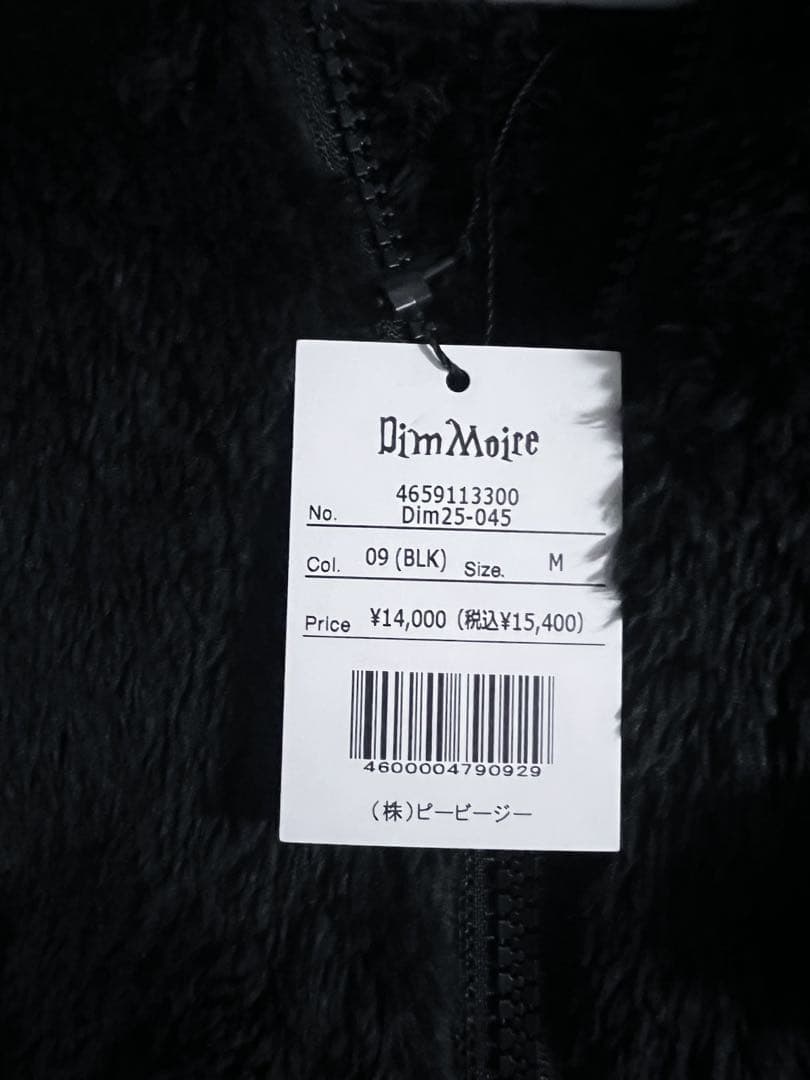 Dim Moire
4659113300
No. Dim25-045
Col. 09 (BLK) Size. M
Price ¥14,000 (税込¥15,400)
4600004790929
(株)ピービージー